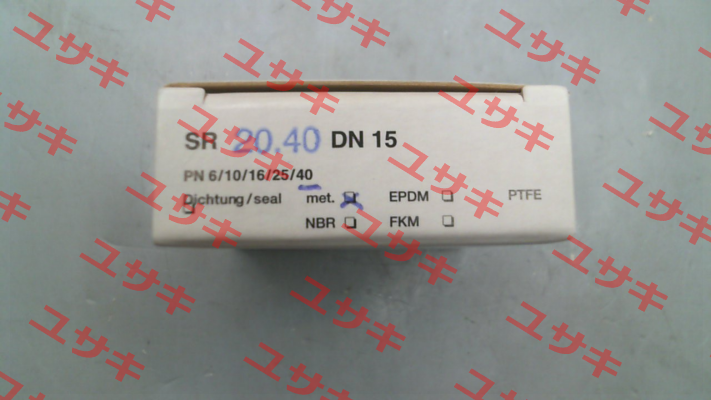 SR 20.40 DN 15
PN 6/10/16/25/40
Dichtung/seal met. ☒ EPDM ❑ PTFE
❑
NBR ❑ FKM ❑
ユサキ